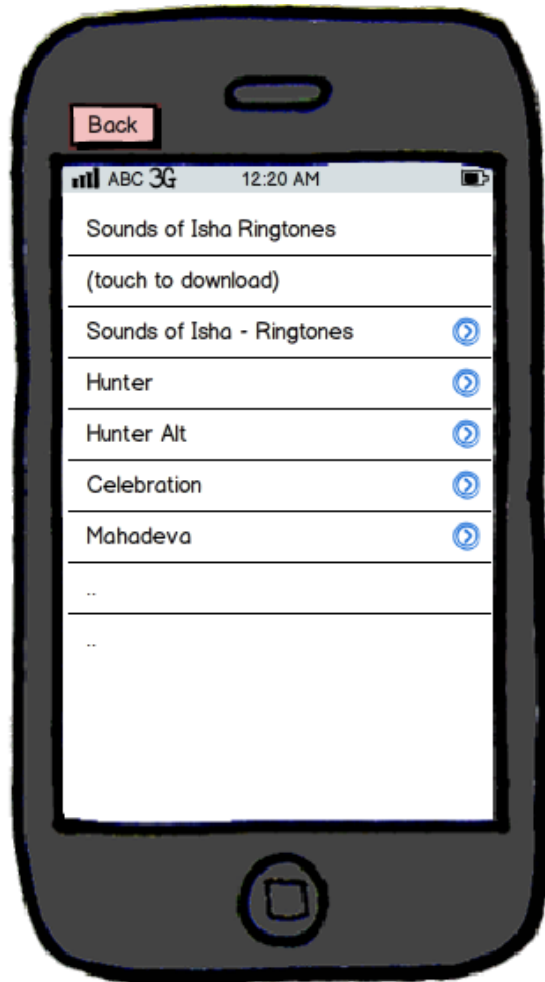 Back
ABC 3G 12:20 AM
Sounds of Isha Ringtones
(touch to download)
Sounds of Isha - Ringtones
Hunter
Hunter Alt
Celebration
Mahadeva
..
..